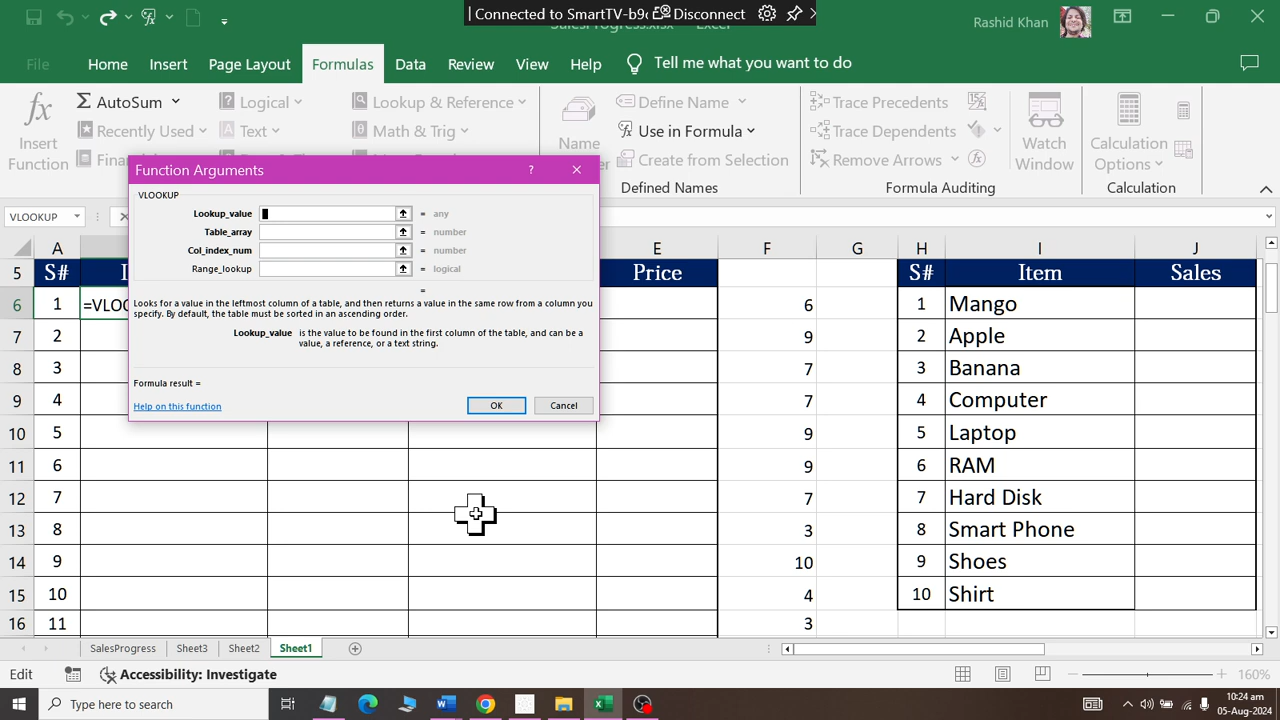 Connected to SmartTV-b9 Disconnect
Rashid Khan
File Home Insert Page Layout Formulas Data Review View Help Tell me what you want to do
fx AutoSum Logical Lookup & Reference Define Name Trace Precedents
Recently Used Text Math & Trig Use in Formula Trace Dependents
Insert Function Name Create from Selection Remove Arrows Watch Window Calculation Options
Defined Names Formula Auditing Calculation
Function Arguments ? ×
VLOOKUP
VLOOKUP
Lookup_value = any
Table_array = number
Col_index_num = number
Range_lookup = logical
=
Looks for a value in the leftmost column of a table, and then returns a value in the same row from a column you
specify. By default, the table must be sorted in an ascending order.
Lookup_value is the value to be found in the first column of the table, and can be a
value, a reference, or a text string.
Formula result =
Help on this function OK Cancel
A E F G H I J
5 S# Price S# Item Sales
6 1 =VLOO 6 1 Mango
7 2 9 2 Apple
8 3 7 3 Banana
9 4 7 4 Computer
10 5 9 5 Laptop
11 6 9 6 RAM
12 7 7 7 Hard Disk
13 8 3 8 Smart Phone
14 9 10 9 Shoes
15 10 4 10 Shirt
16 11 3
SalesProgress Sheet3 Sheet2 Sheet1
Edit Accessibility: Investigate 160%
Type here to search 10:24 am
05-Aug-2024